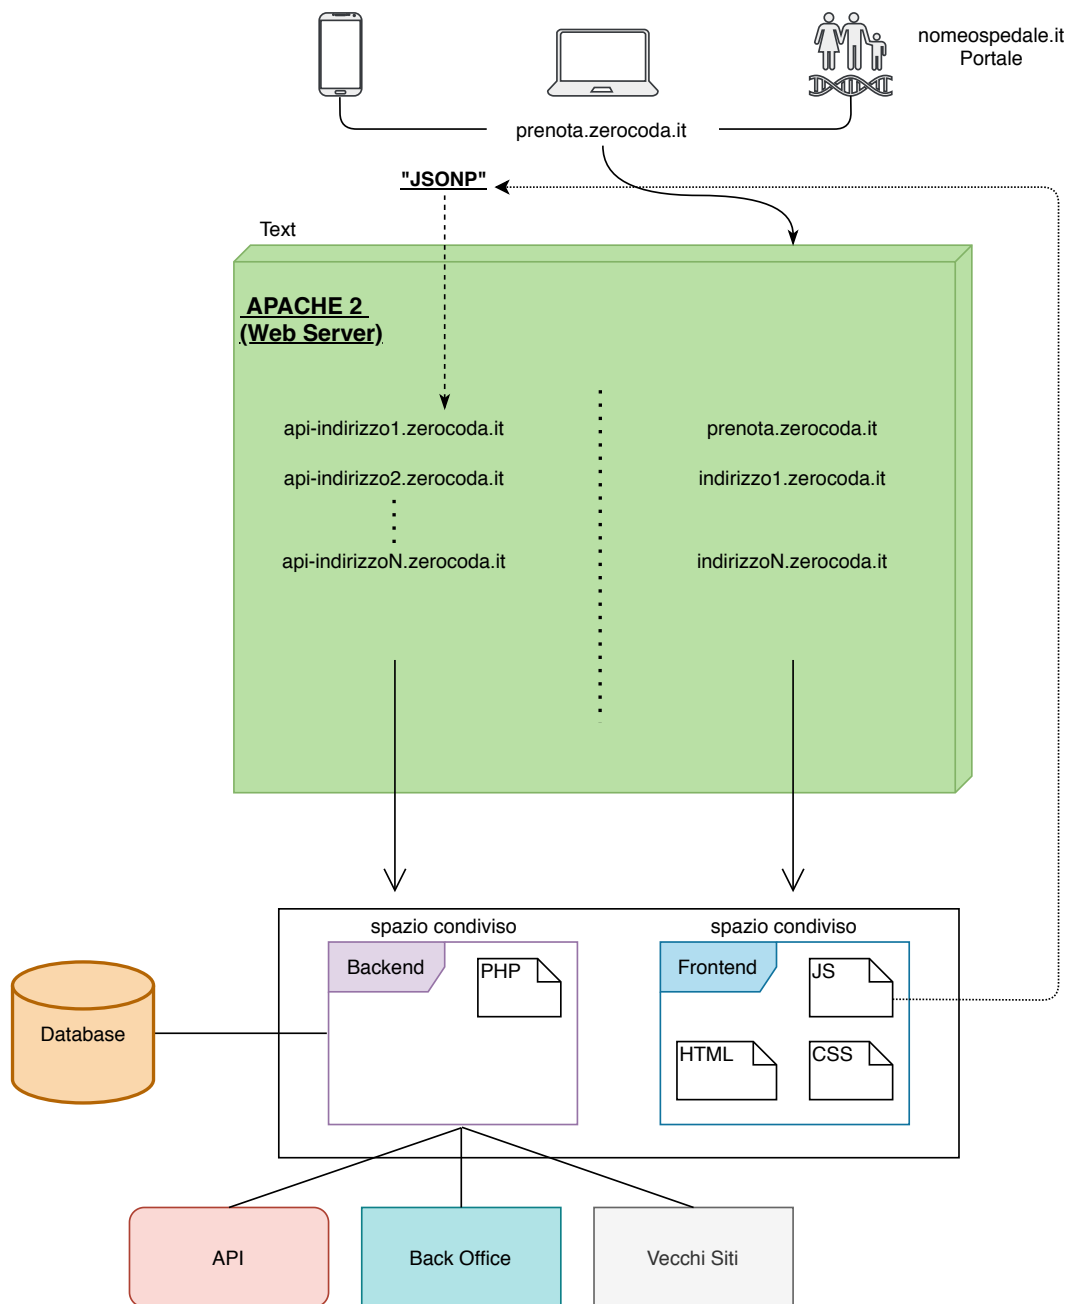 nomeospedale.it
Portale
prenota.zerocoda.it
"JSONP"
Text
APACHE 2
(Web Server)
api-indirizzo1.zerocoda.it
prenota.zerocoda.it
api-indirizzo2.zerocoda.it
indirizzo1.zerocoda.it
api-indirizzoN.zerocoda.it
indirizzoN.zerocoda.it
spazio condiviso
spazio condiviso
Backend
PHP
Frontend
JS
Database
HTML
CSS
API
Back Office
Vecchi Siti